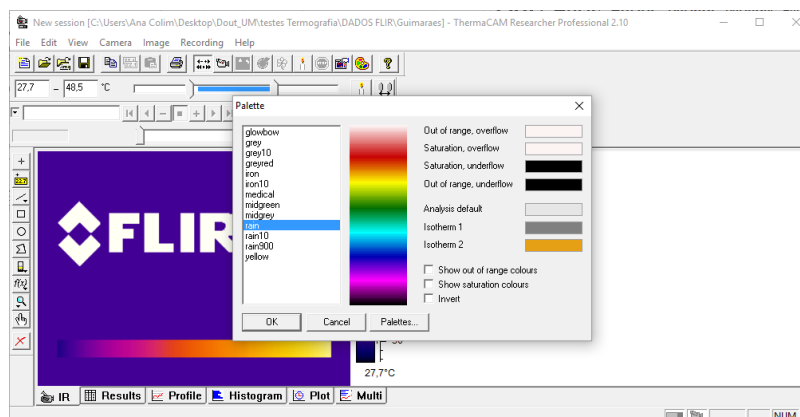 New session [C:\Users\Ana Colim\Desktop\Dout_UM\testes Termografia\DADOS FLIR\Guimaraes] - ThermaCAM Researcher Professional 2.10
File Edit View Camera Image Recording Help
27,7 - 48,5 °C
Palette
glowbow
grey
grey10
greyred
iron
iron10
medical
midgreen
midgrey
rain
rain10
rain900
yellow
Out of range, overflow
Saturation, overflow
Saturation, underflow
Out of range, underflow
Analysis default
Isotherm 1
Isotherm 2
Show out of range colours
Show saturation colours
Invert
OK Cancel Palettes...
FLIR
f(x)
27,7°C
IR Results Profile Histogram Plot Multi
NUM